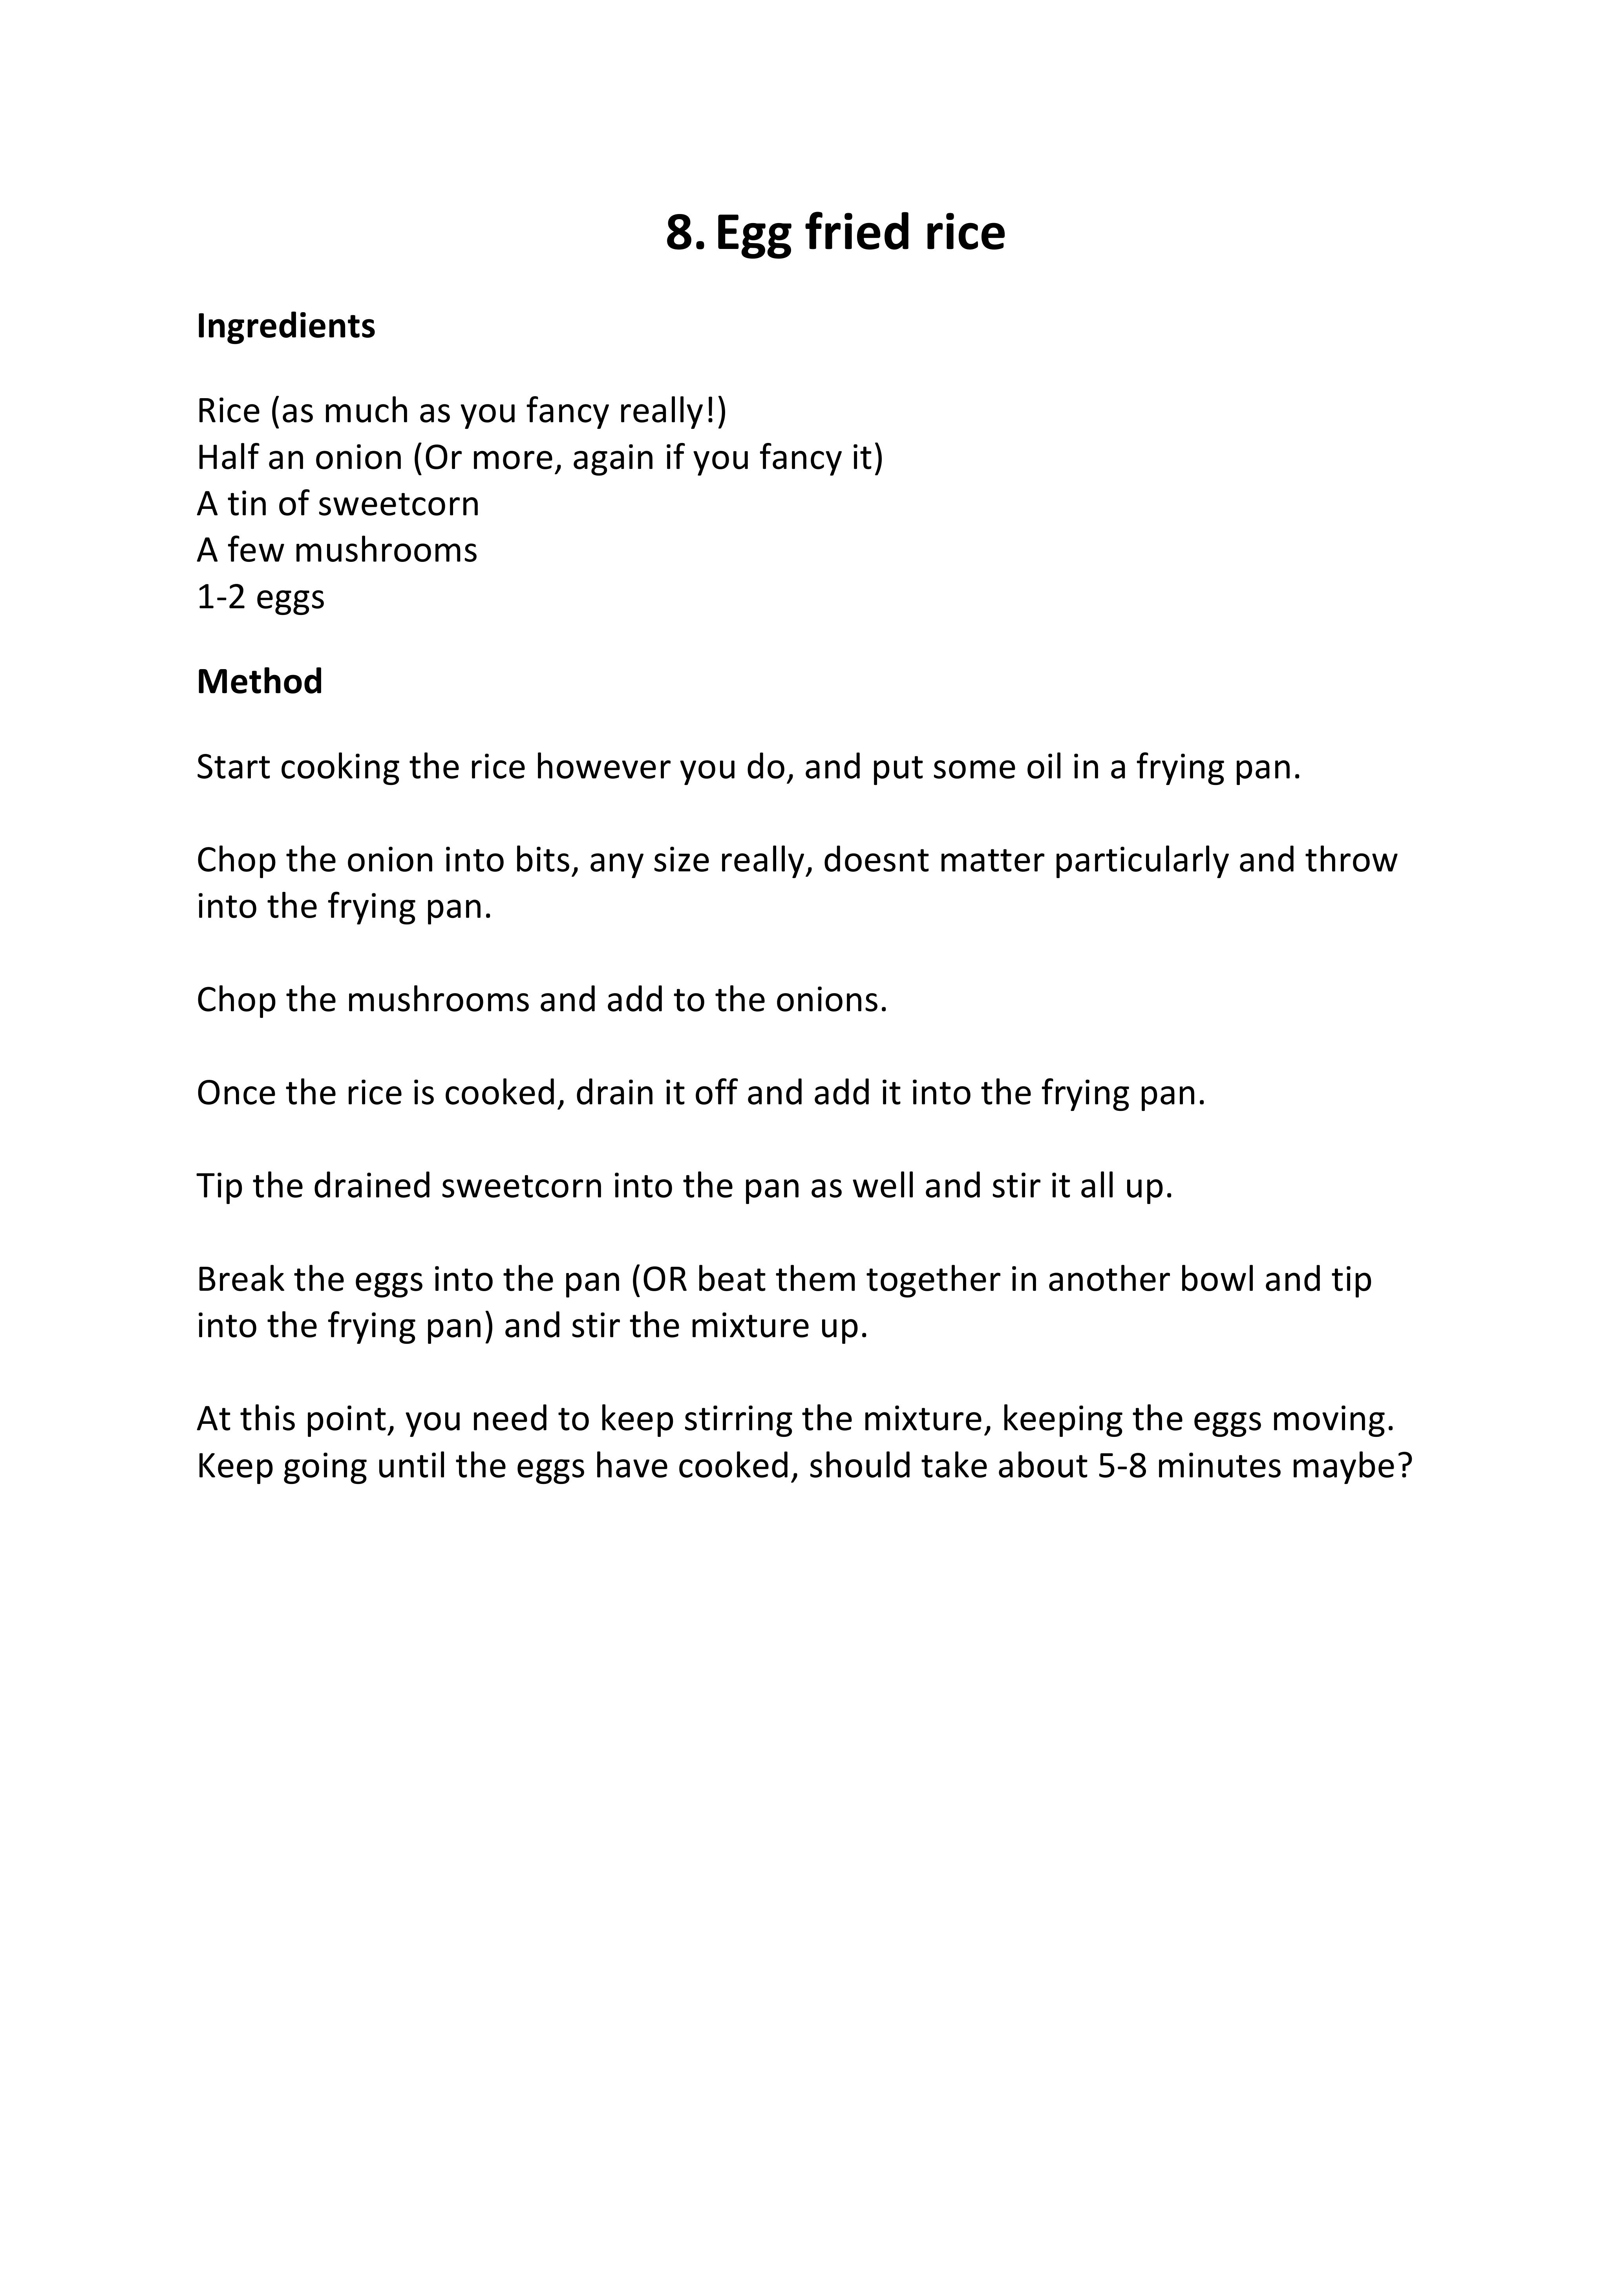 8. Egg fried rice
Ingredients
Rice (as much as you fancy really!)
Half an onion (Or more, again if you fancy it)
A tin of sweetcorn
A few mushrooms
1-2 eggs
Method
Start cooking the rice however you do, and put some oil in a frying pan.
Chop the onion into bits, any size really, doesnt matter particularly and throw
into the frying pan.
Chop the mushrooms and add to the onions.
Once the rice is cooked, drain it off and add it into the frying pan.
Tip the drained sweetcorn into the pan as well and stir it all up.
Break the eggs into the pan (OR beat them together in another bowl and tip
into the frying pan) and stir the mixture up.
At this point, you need to keep stirring the mixture, keeping the eggs moving.
Keep going until the eggs have cooked, should take about 5-8 minutes maybe?